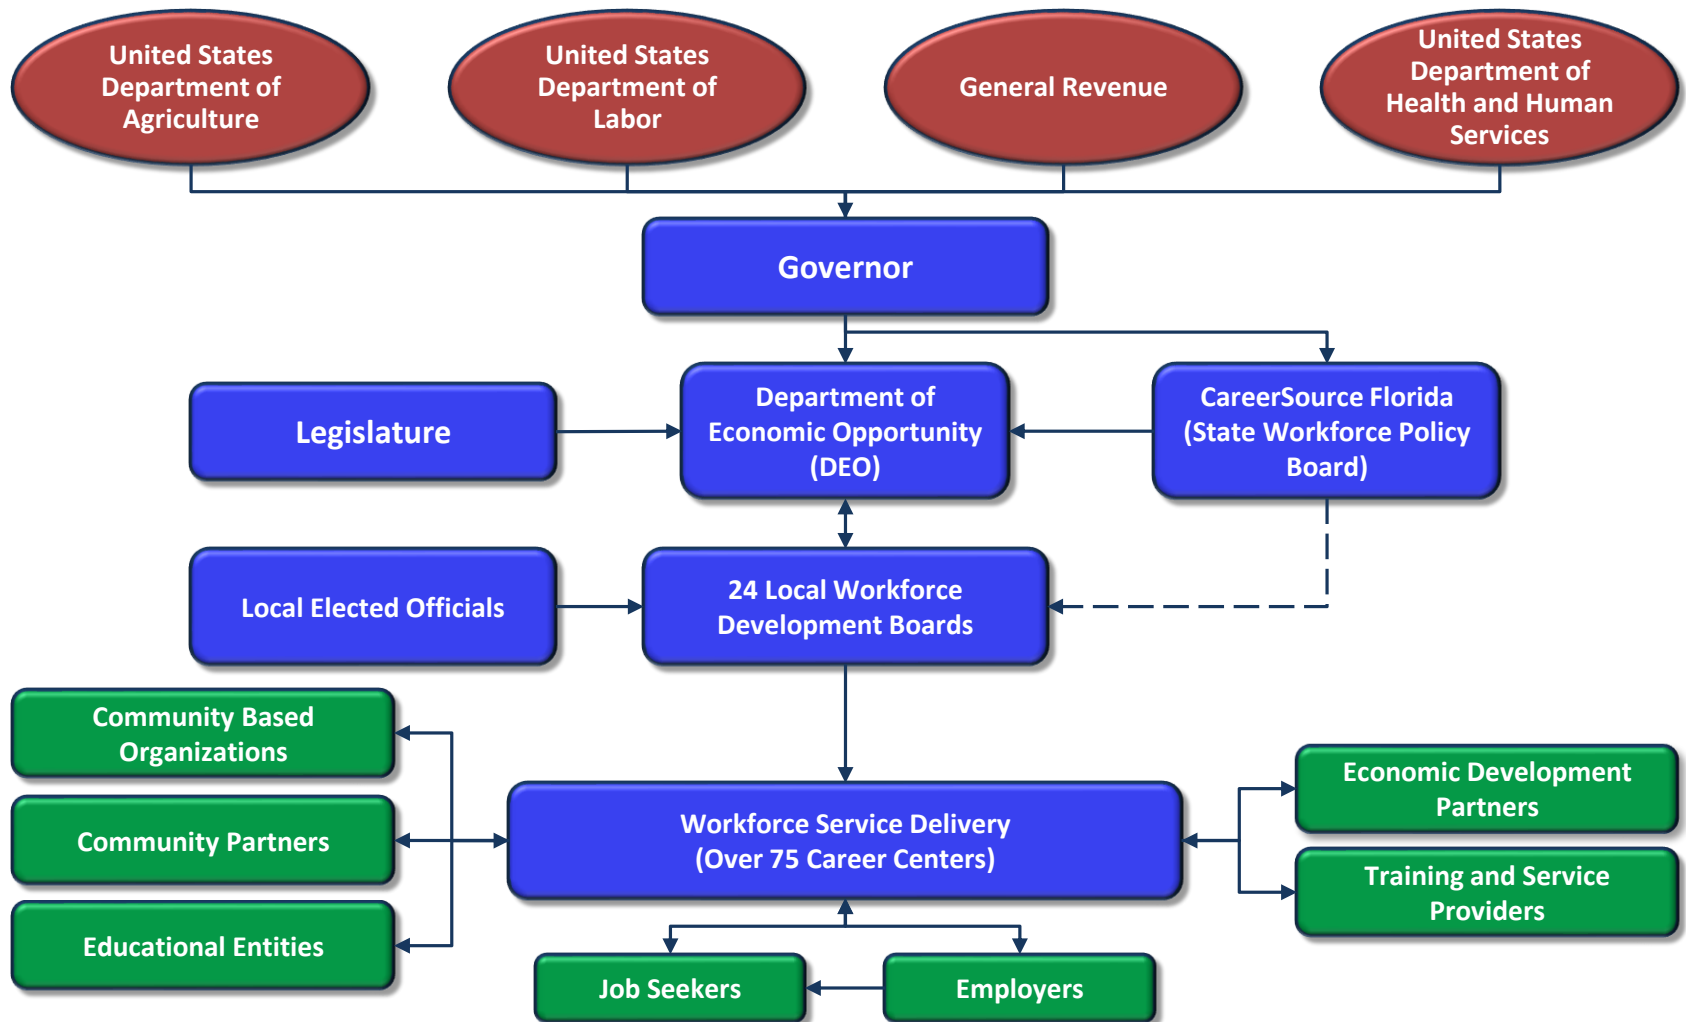 United States
Department of
Agriculture
United States
Department of
Labor
General Revenue
United States
Department of
Health and Human
Services
Governor
Legislature
Department of
Economic Opportunity
(DEO)
CareerSource Florida
(State Workforce Policy
Board)
Local Elected Officials
24 Local Workforce
Development Boards
Community Based
Organizations
Community Partners
Educational Entities
Workforce Service Delivery
(Over 75 Career Centers)
Economic Development
Partners
Training and Service
Providers
Job Seekers
Employers